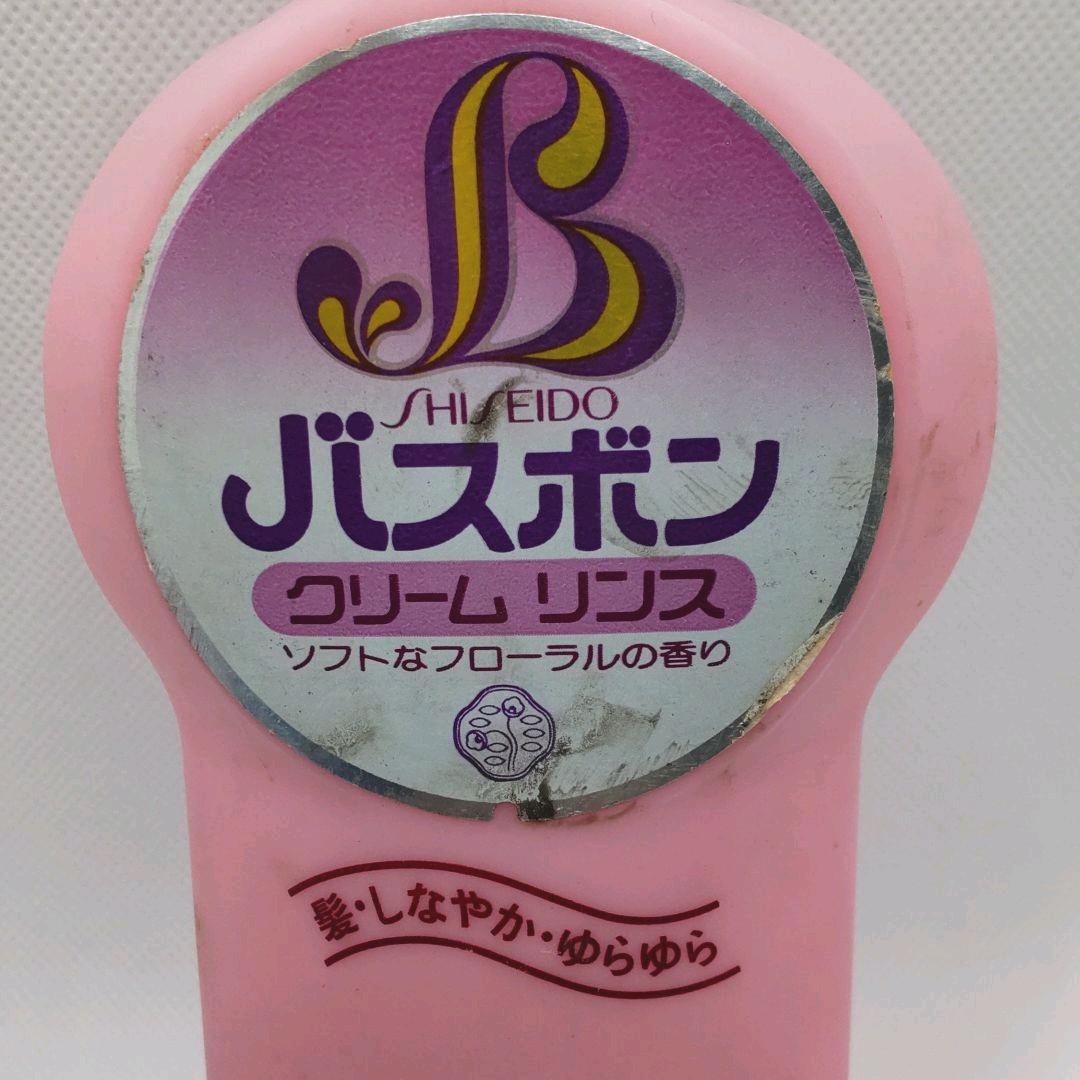 B
SHISEIDO
バスボン
クリーム リンス
ソフトなフローラルの香り
髪・しなやか・ゆらゆら